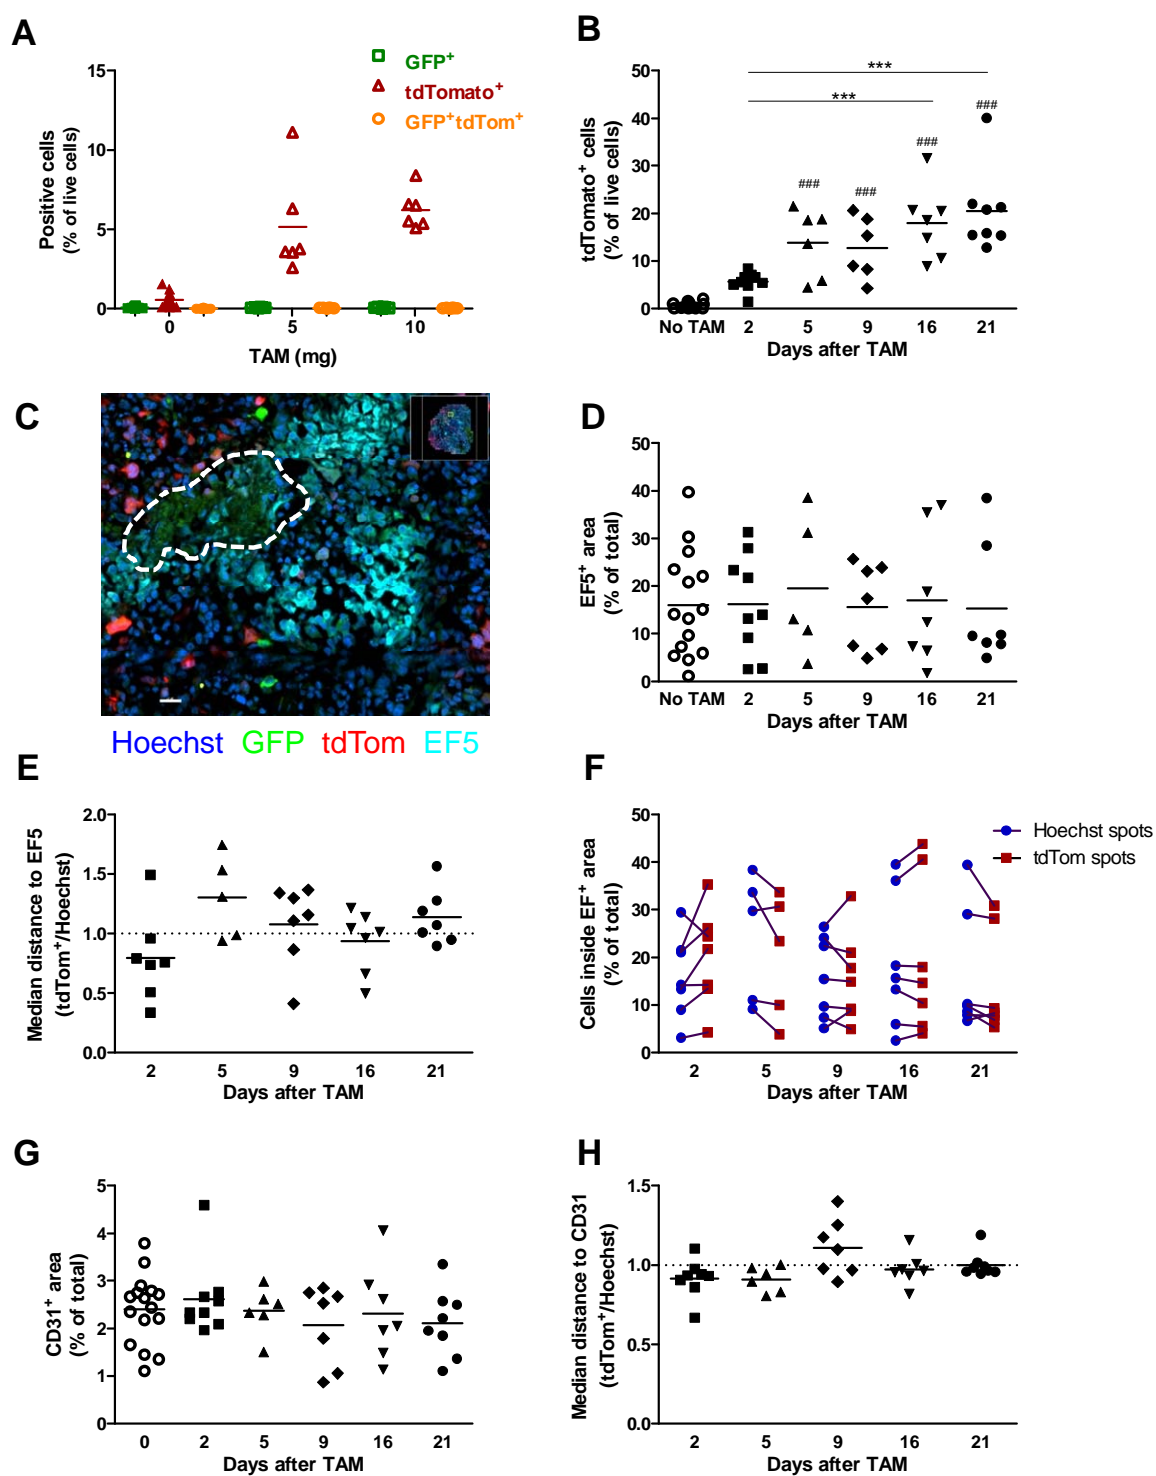 A
GFP+
tdTomato+
GFP+tdTom+
Positive cells
(% of live cells)
15
10
5
0
0 5 10
TAM (mg)
B
tdTomato+ cells
(% of live cells)
50
40
30
20
10
0
***
***
### ### ### ###
No TAM 2 5 9 16 21
Days after TAM
C
Hoechst GFP tdTom EF5
D
EF5+ area
(% of total)
50
40
30
20
10
0
No TAM 2 5 9 16 21
Days after TAM
E
Median distance to EF5
(tdTom+/Hoechst)
2.0
1.5
1.0
0.5
0.0
2 5 9 16 21
Days after TAM
F
Cells inside EF+ area
(% of total)
50
40
30
20
10
0
Hoechst spots
tdTom spots
2 5 9 16 21
Days after TAM
G
CD31+ area
(% of total)
5
4
3
2
1
0
0 2 5 9 16 21
Days after TAM
H
Median distance to CD31
(tdTom+/Hoechst)
1.5
1.0
0.5
0.0
2 5 9 16 21
Days after TAM